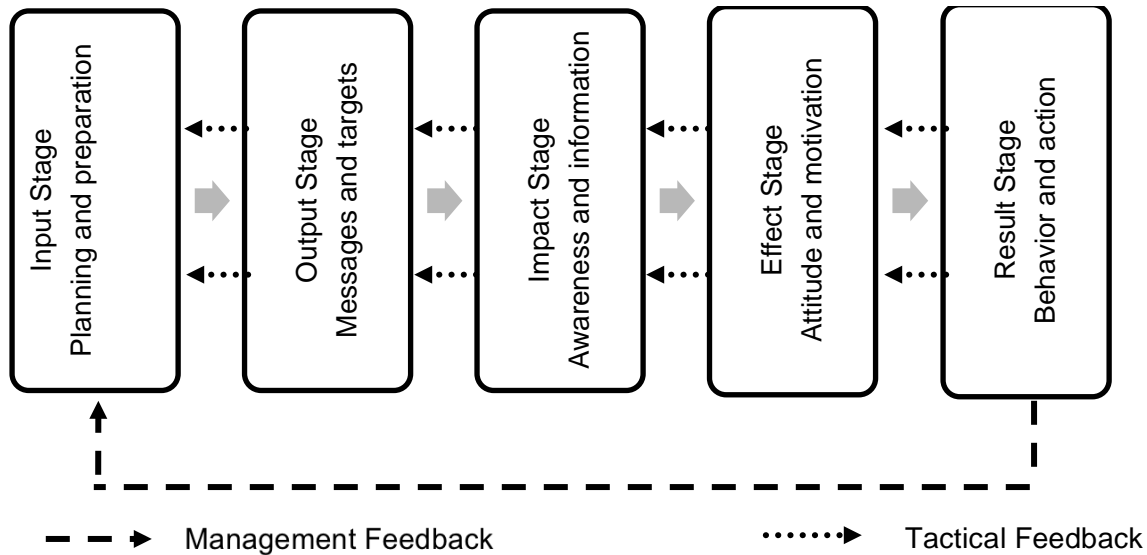 Input Stage
Planning and preparation
Output Stage
Messages and targets
Impact Stage
Awareness and information
Effect Stage
Attitude and motivation
Result Stage
Behavior and action
Management Feedback
Tactical Feedback